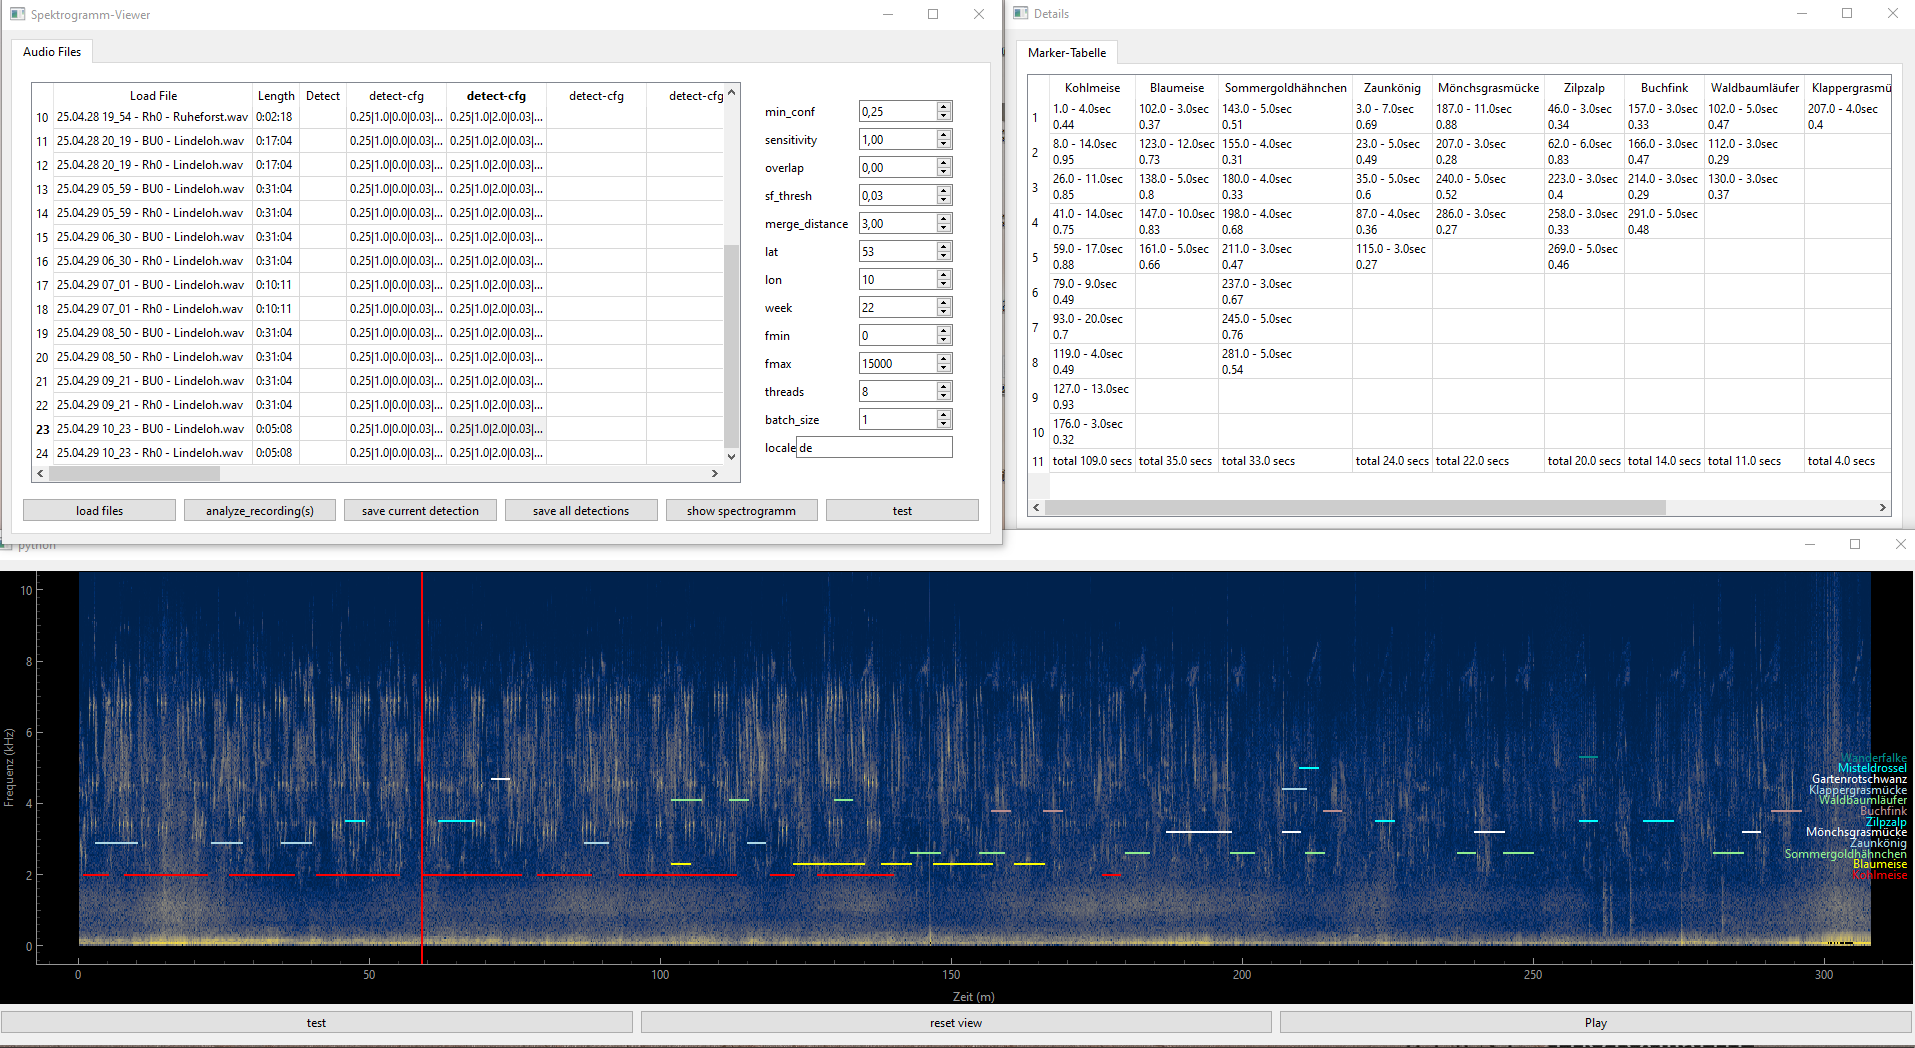 Spektrogramm-Viewer
Audio Files
Load File Length Detect detect-cfg detect-cfg detect-cfg detect-cfg
10 25.04.28 19_54 - Rh0 - Ruheforst.wav 0:02:18 0.25|1.0|0.0|0.03|... 0.25|1.0|2.0|0.03|...
11 25.04.28 20_19 - BU0 - Lindeloh.wav 0:17:04 0.25|1.0|0.0|0.03|... 0.25|1.0|2.0|0.03|...
12 25.04.28 20_19 - Rh0 - Lindeloh.wav 0:17:04 0.25|1.0|0.0|0.03|... 0.25|1.0|2.0|0.03|...
13 25.04.29 05_59 - BU0 - Lindeloh.wav 0:31:04 0.25|1.0|0.0|0.03|... 0.25|1.0|2.0|0.03|...
14 25.04.29 05_59 - Rh0 - Lindeloh.wav 0:31:04 0.25|1.0|0.0|0.03|... 0.25|1.0|2.0|0.03|...
15 25.04.29 06_30 - BU0 - Lindeloh.wav 0:31:04 0.25|1.0|0.0|0.03|... 0.25|1.0|2.0|0.03|...
16 25.04.29 06_30 - Rh0 - Lindeloh.wav 0:31:04 0.25|1.0|0.0|0.03|... 0.25|1.0|2.0|0.03|...
17 25.04.29 07_01 - BU0 - Lindeloh.wav 0:10:11 0.25|1.0|0.0|0.03|... 0.25|1.0|2.0|0.03|...
18 25.04.29 07_01 - Rh0 - Lindeloh.wav 0:10:11 0.25|1.0|0.0|0.03|... 0.25|1.0|2.0|0.03|...
19 25.04.29 08_50 - BU0 - Lindeloh.wav 0:31:04 0.25|1.0|0.0|0.03|... 0.25|1.0|2.0|0.03|...
20 25.04.29 08_50 - Rh0 - Lindeloh.wav 0:31:04 0.25|1.0|0.0|0.03|... 0.25|1.0|2.0|0.03|...
21 25.04.29 09_21 - BU0 - Lindeloh.wav 0:31:04 0.25|1.0|0.0|0.03|... 0.25|1.0|2.0|0.03|...
22 25.04.29 09_21 - Rh0 - Lindeloh.wav 0:31:04 0.25|1.0|0.0|0.03|... 0.25|1.0|2.0|0.03|...
23 25.04.29 10_23 - BU0 - Lindeloh.wav 0:05:08 0.25|1.0|0.0|0.03|... 0.25|1.0|2.0|0.03|...
24 25.04.29 10_23 - Rh0 - Lindeloh.wav 0:05:08 0.25|1.0|0.0|0.03|... 0.25|1.0|2.0|0.03|...
min_conf 0,25
sensitivity 1,00
overlap 0,00
sf_thresh 0,03
merge_distance 3,00
lat 53
lon 10
week 22
fmin 0
fmax 15000
threads 8
batch_size 1
locale de
load files analyze_recording(s) save current detection save all detections show spectrogramm test
Details
Marker-Tabelle
Kohlmeise Blaumeise Sommergoldhähnchen Zaunkönig Mönchsgrasmücke Zilpzalp Buchfink Waldbaumläufer Klappergrasmü
1 1.0 - 4.0sec 102.0 - 3.0sec 143.0 - 5.0sec 3.0 - 7.0sec 187.0 - 11.0sec 46.0 - 3.0sec 157.0 - 3.0sec 102.0 - 5.0sec 207.0 - 4.0sec
0.44 0.37 0.51 0.69 0.88 0.34 0.33 0.47 0.4
2 8.0 - 14.0sec 123.0 - 12.0sec 155.0 - 4.0sec 23.0 - 5.0sec 207.0 - 3.0sec 62.0 - 6.0sec 166.0 - 3.0sec 112.0 - 3.0sec
0.95 0.73 0.31 0.49 0.28 0.83 0.47 0.29
3 26.0 - 11.0sec 138.0 - 5.0sec 180.0 - 4.0sec 35.0 - 5.0sec 240.0 - 5.0sec 223.0 - 3.0sec 214.0 - 3.0sec 130.0 - 3.0sec
0.85 0.8 0.33 0.6 0.52 0.4 0.29 0.37
4 41.0 - 14.0sec 147.0 - 10.0sec 198.0 - 4.0sec 87.0 - 4.0sec 286.0 - 3.0sec 258.0 - 3.0sec 291.0 - 5.0sec
0.75 0.83 0.68 0.36 0.27 0.33 0.48
5 59.0 - 17.0sec 161.0 - 5.0sec 211.0 - 3.0sec 115.0 - 3.0sec 269.0 - 5.0sec
0.88 0.66 0.47 0.27 0.46
6 79.0 - 9.0sec 237.0 - 3.0sec
0.49 0.67
7 93.0 - 20.0sec 245.0 - 5.0sec
0.7 0.76
8 119.0 - 4.0sec 281.0 - 5.0sec
0.49 0.54
9 127.0 - 13.0sec
0.93
10 176.0 - 3.0sec
0.32
11 total 109.0 secs total 35.0 secs total 33.0 secs total 24.0 secs total 22.0 secs total 20.0 secs total 14.0 secs total 11.0 secs total 4.0 secs
python
Frequenz (kHz)
10
8
6
4
2
0
Wanderfalke
Misteldrossel
Gartenrotschwanz
Klappergrasmücke
Waldbaumläufer
Buchfink
Zilpzalp
Mönchsgrasmücke
Zaunkönig
Sommergoldhähnchen
Blaumeise
Kohlmeise
0 50 100 150 200 250 300
Zeit (m)
test reset view Play